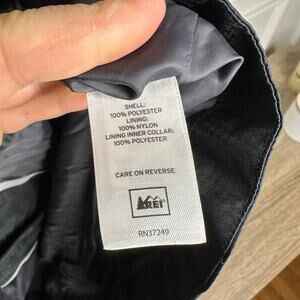 SHELL:
100% POLYESTER
LINING:
100% NYLON
LINING INNER COLLAR:
100% POLYESTER
CARE ON REVERSE
REI
RN37249